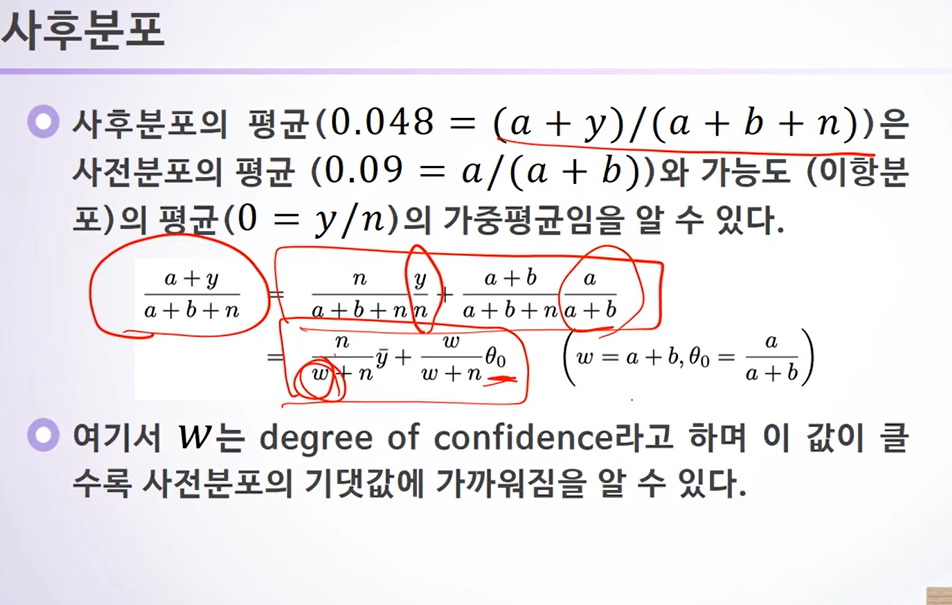 사후분포
사후분포의 평균(0.048 = (a + y)/(a + b + n))은
사전분포의 평균 (0.09 = a/(a + b))와 가능도 (이항분
포)의 평균(0 = y/n)의 가중평균임을 알 수 있다.
\frac{a+y}{a+b+n} = \frac{n}{a+b+n}\frac{y}{n} + \frac{a+b}{a+b+n}\frac{a}{a+b}
= \frac{n}{w+n}\bar{y} + \frac{w}{w+n}\theta_0 \left(w = a+b, \theta_0 = \frac{a}{a+b}\right)
여기서 w는 degree of confidence라고 하며 이 값이 클
수록 사전분포의 기댓값에 가까워짐을 알 수 있다.